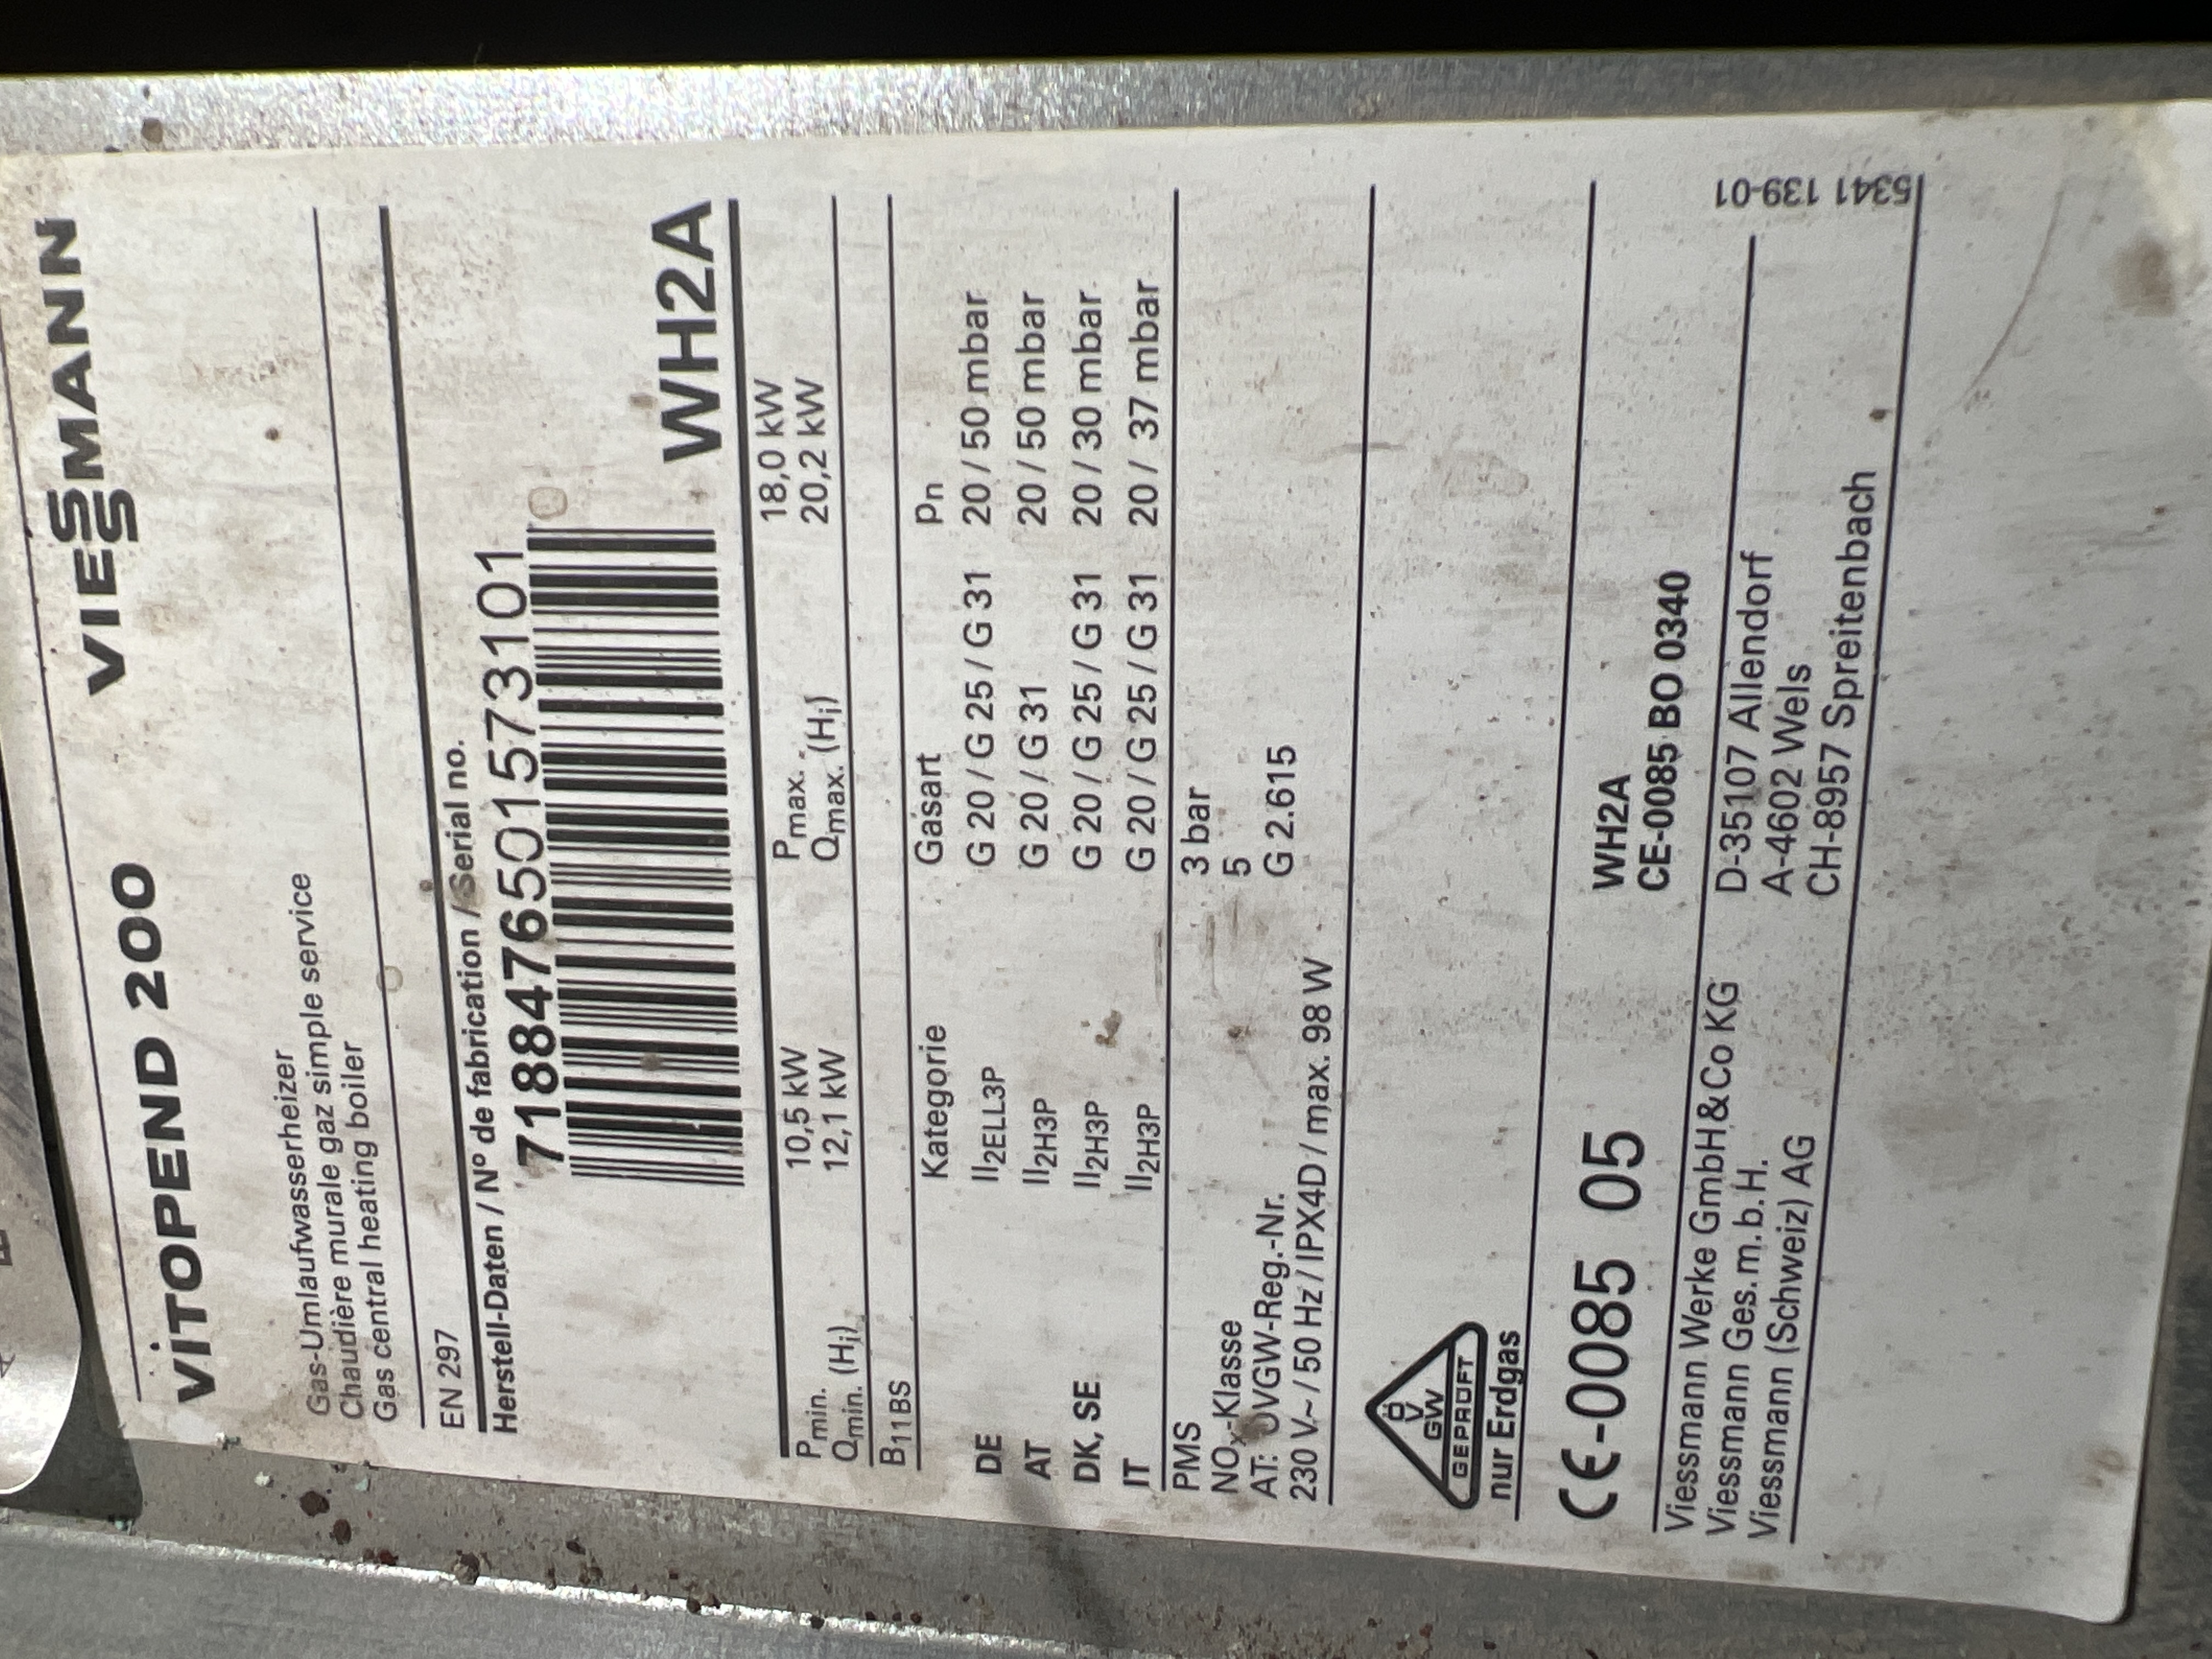 VITOPEND 200 VIESMANN
Gas-Umlaufwasserheizer
Chaudière murale gaz simple service
Gas central heating boiler
EN 297
Herstell-Daten / Nº de fabrication / Serial no.
7188476501573101
WH2A
Pmin. 10,5 kW Pmax. 18,0 kW
Qmin. (Hi) 12,1 kW Qmax. (Hi) 20,2 kW
B11BS
Kategorie Gasart Pn
DE II2ELL3P G 20 / G 25 / G 31 20 / 50 mbar
AT II2H3P G 20 / G 31 20 / 50 mbar
DK, SE II2H3P G 20 / G 25 / G 31 20 / 30 mbar
IT II2H3P G 20 / G 25 / G 31 20 / 37 mbar
PMS 3 bar
NOx-Klasse 5
AT: ÖVGW-Reg.-Nr. G 2.615
230 V~ / 50 Hz / IPX4D / max. 98 W
Ö
V
GW
GEPRÜFT
nur Erdgas
CE-0085 05 WH2A
CE-0085 BO 0340
Viessmann Werke GmbH&Co KG D-35107 Allendorf
Viessmann Ges.m.b.H. A-4602 Wels
Viessmann (Schweiz) AG CH-8957 Spreitenbach
5341 139-01